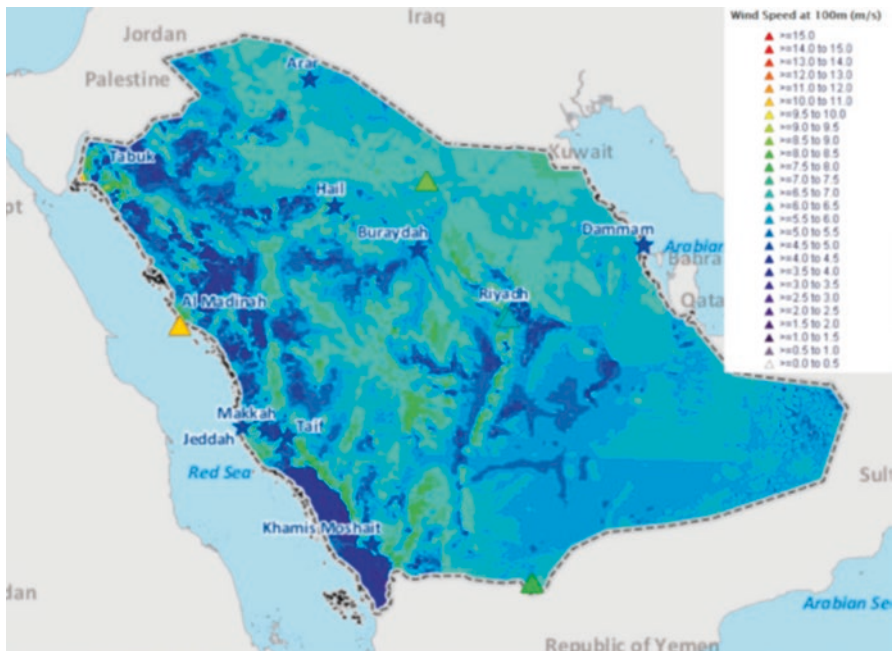 Iraq
Jordan
Palestine
Arar
Kuwait
Tabuk
Hail
Buraydah
Dammam
Arabian
Bahra
Qata
Riyadh
Al Madinah
Makkah
Taif
Jeddah
Red Sea
Khamis Moshait
Sult
pt
dan
Arabian Se
Republic of Yemen
Wind Speed at 100m (m/s)
>=15.0
>=14.0 to 15.0
>=13.0 to 14.0
>=12.0 to 13.0
>=11.0 to 12.0
>=10.0 to 11.0
>=9.5 to 10.0
>=9.0 to 9.5
>=8.5 to 9.0
>=8.0 to 8.5
>=7.5 to 8.0
>=7.0 to 7.5
>=6.5 to 7.0
>=6.0 to 6.5
>=5.5 to 6.0
>=5.0 to 5.5
>=4.5 to 5.0
>=4.0 to 4.5
>=3.5 to 4.0
>=3.0 to 3.5
>=2.5 to 3.0
>=2.0 to 2.5
>=1.5 to 2.0
>=1.0 to 1.5
>=0.5 to 1.0
>=0.0 to 0.5